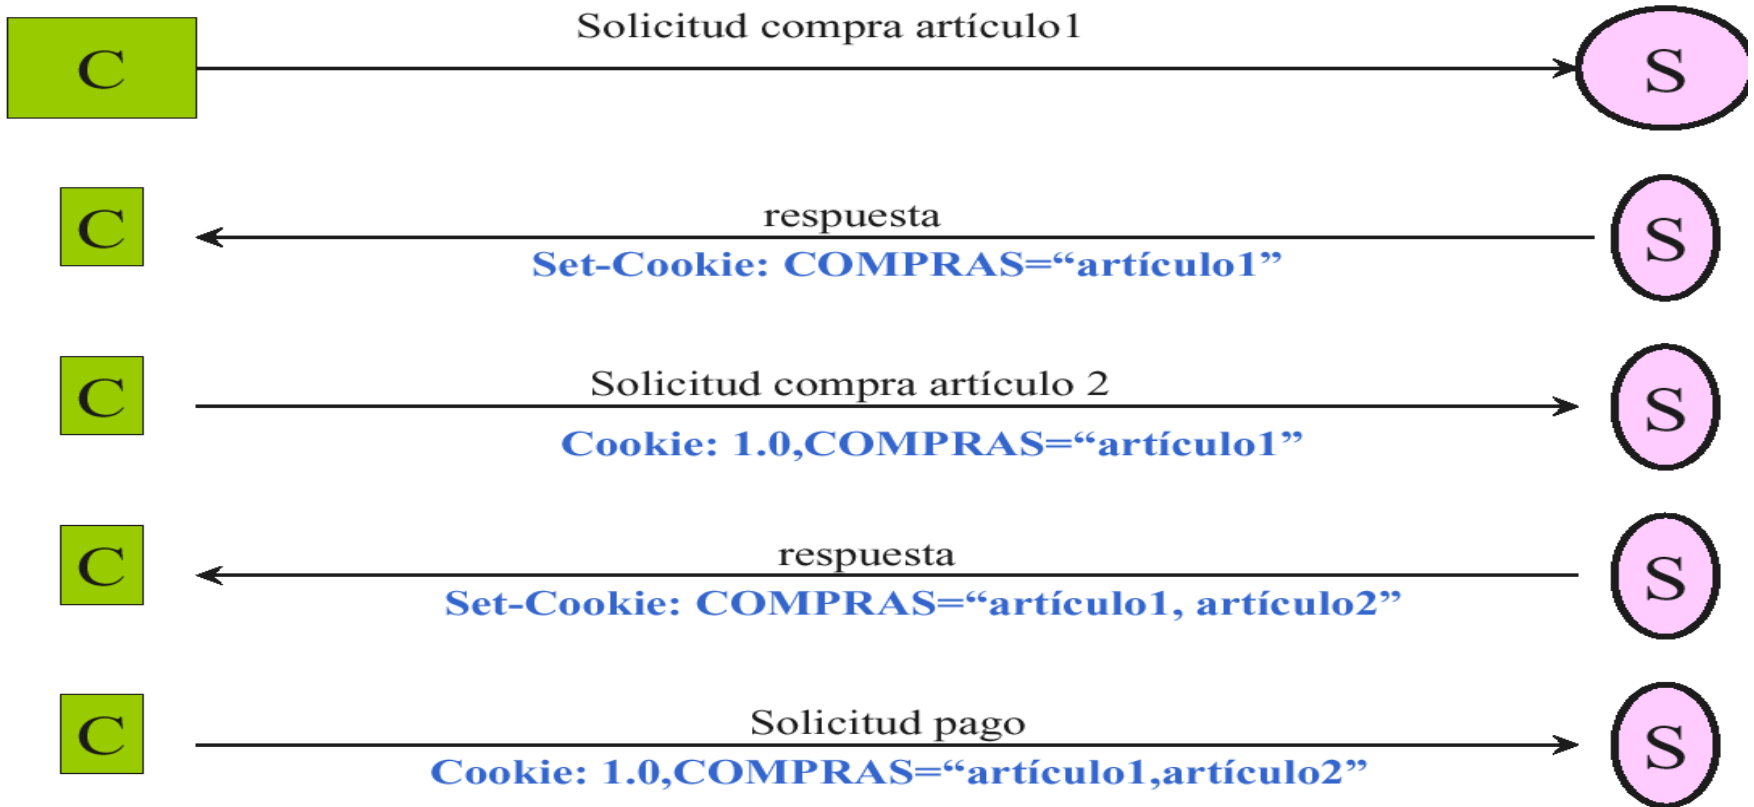 Solicitud compra artículo1
C S
respuesta
C S
Set-Cookie: COMPRAS=“artículo1”
Solicitud compra artículo 2
C S
Cookie: 1.0,COMPRAS=“artículo1”
respuesta
C S
Set-Cookie: COMPRAS=“artículo1, artículo2”
Solicitud pago
C S
Cookie: 1.0,COMPRAS=“artículo1,artículo2”